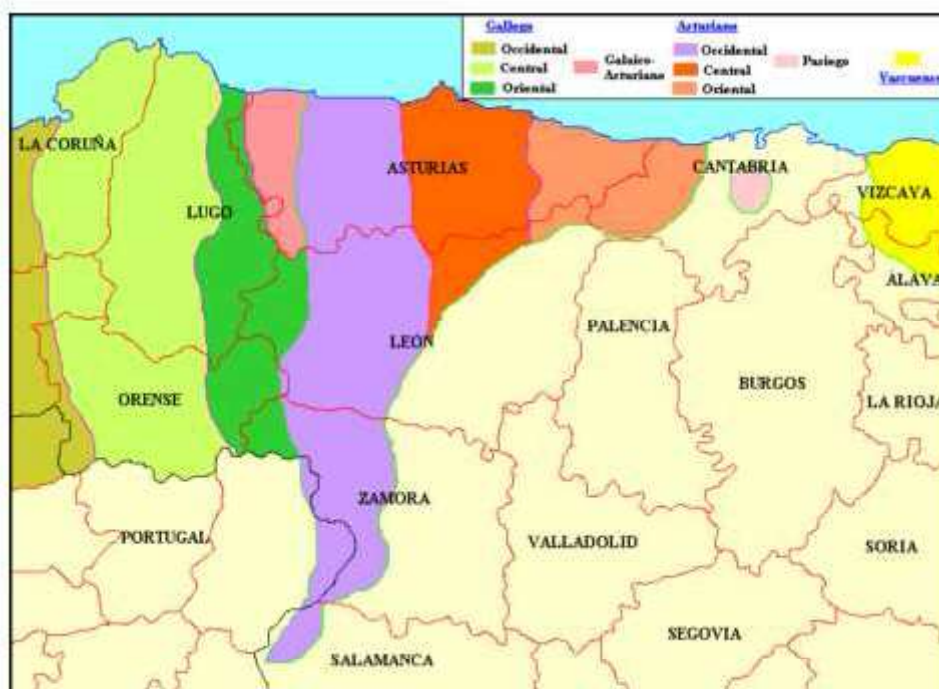 Gallego
Occidental
Central
Oriental
Galaico-
Asturiano
Asturiano
Occidental
Central
Oriental
Pasiego
LA CORUÑA
LUGO
ASTURIAS
CANTABRIA
VIZCAYA
ALAVA
LEÓN
PALENCIA
BURGOS
LA RIOJA
ORENSE
ZAMORA
PORTUGAL
VALLADOLID
SORIA
SEGOVIA
SALAMANCA